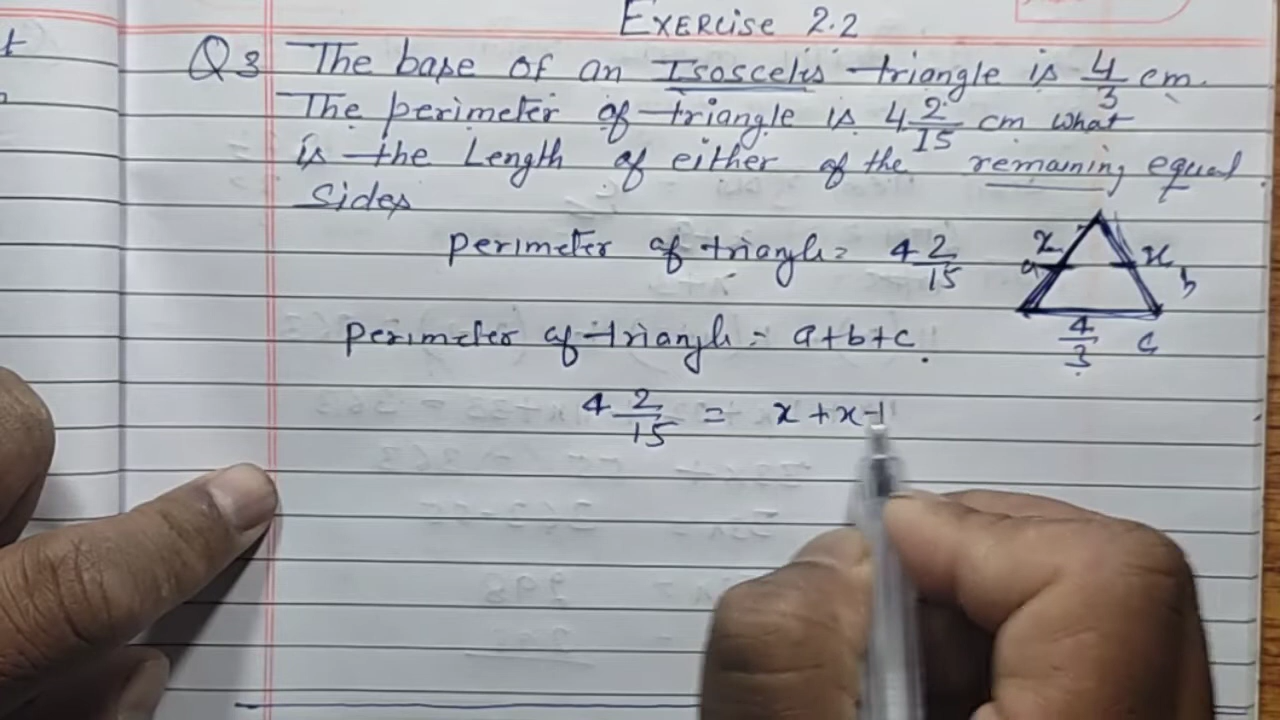 Exercise 2.2
Q3 The base of an Isoscelis triangle is 4/3 cm.
The perimeter of triangle is 4 2/15 cm what
is the Length of either of the remaining equal
Sides
perimeter of triangle = 4 2/15
x x
a b
4/3 c
perimeter of triangle = a+b+c
4 2/15 = x + x +